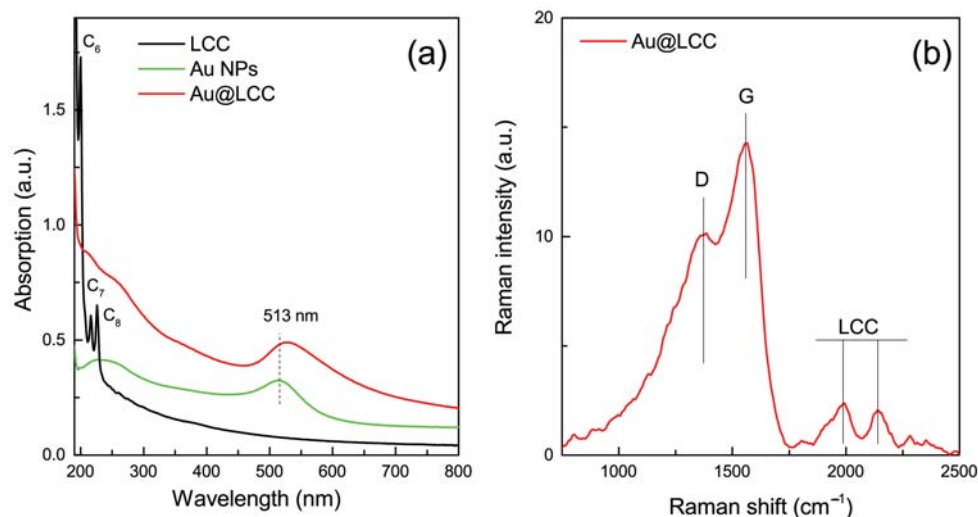 (a)
LCC
Au NPs
Au@LCC
C₆
C₇
C₈
513 nm
Absorption (a.u.)
1.5
1.0
0.5
0.0
200 300 400 500 600 700 800
Wavelength (nm)
(b)
Au@LCC
D
G
LCC
Raman intensity (a.u.)
20
10
0
1000 1500 2000 2500
Raman shift (cm⁻¹)